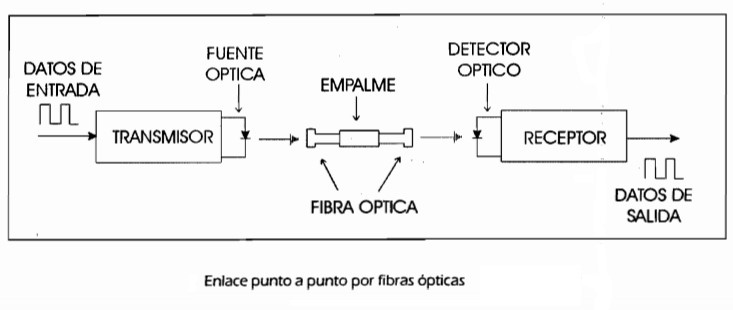 DATOS DE
ENTRADA
FUENTE
OPTICA
EMPALME
DETECTOR
OPTICO
TRANSMISOR
RECEPTOR
FIBRA OPTICA
DATOS DE
SALIDA
Enlace punto a punto por fibras ópticas